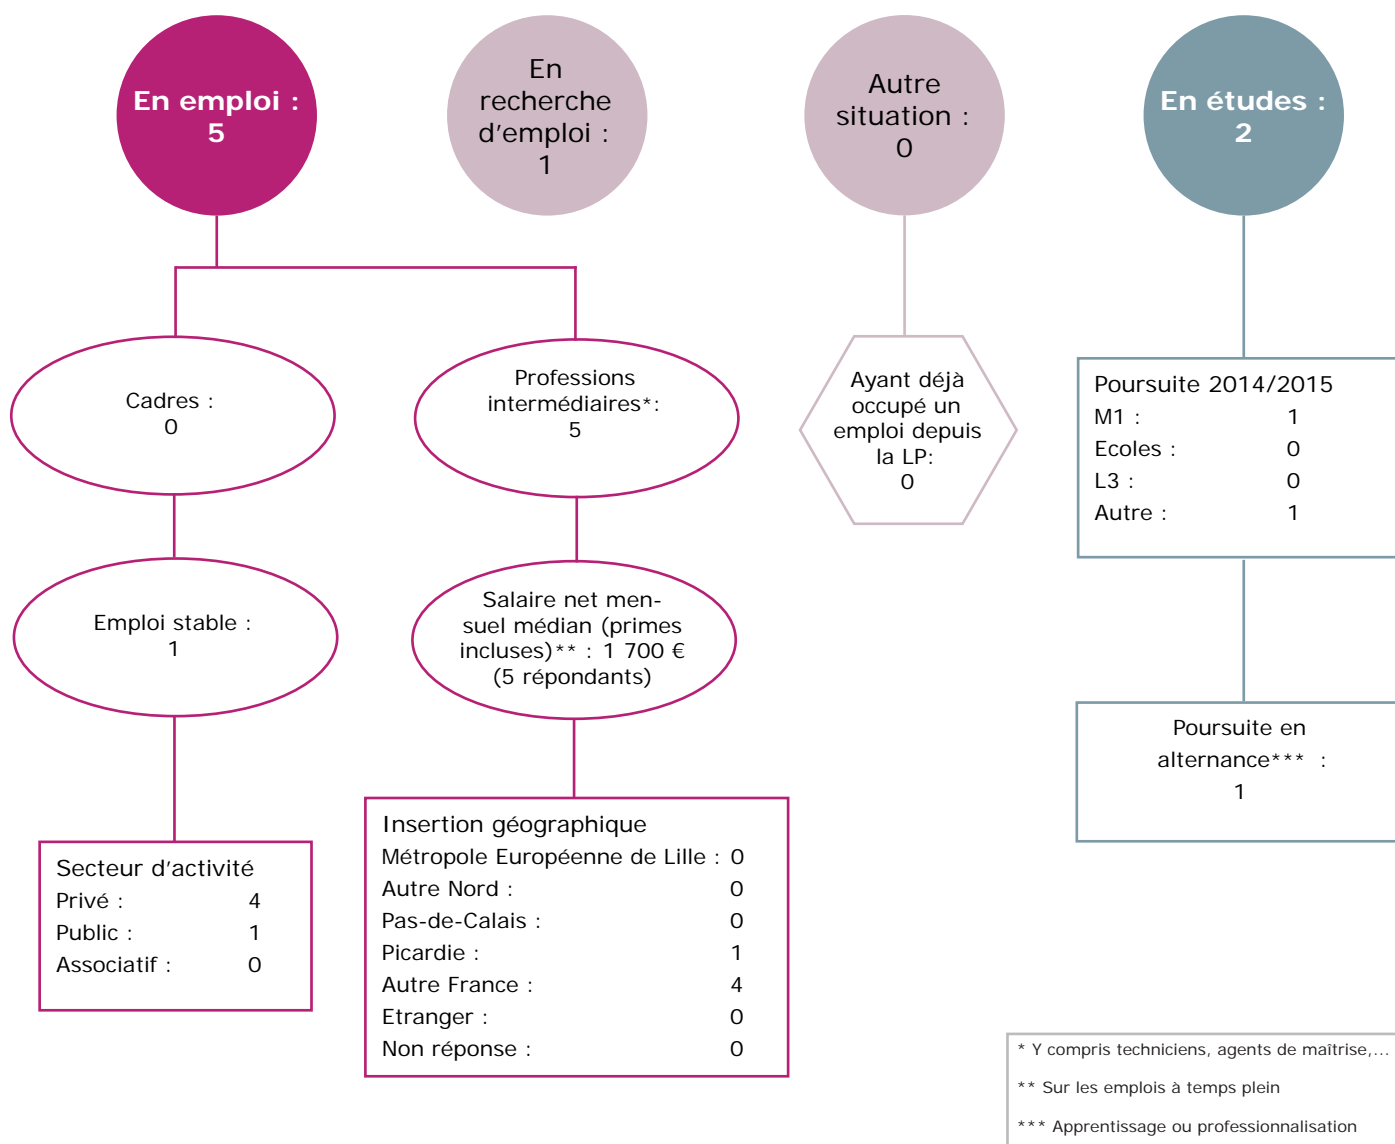 En emploi :
5
En
recherche
d'emploi :
1
Autre
situation :
0
En études :
2
Cadres :
0
Professions
intermédiaires*:
5
Ayant déjà
occupé un
emploi depuis
la LP:
0
Poursuite 2014/2015
M1 : 1
Ecoles : 0
L3 : 0
Autre : 1
Emploi stable :
1
Salaire net men-
suel médian (primes
incluses)** : 1 700 €
(5 répondants)
Poursuite en
alternance*** :
1
Secteur d'activité
Privé : 4
Public : 1
Associatif : 0
Insertion géographique
Métropole Européenne de Lille : 0
Autre Nord : 0
Pas-de-Calais : 0
Picardie : 1
Autre France : 4
Etranger : 0
Non réponse : 0
* Y compris techniciens, agents de maîtrise,...
** Sur les emplois à temps plein
*** Apprentissage ou professionnalisation